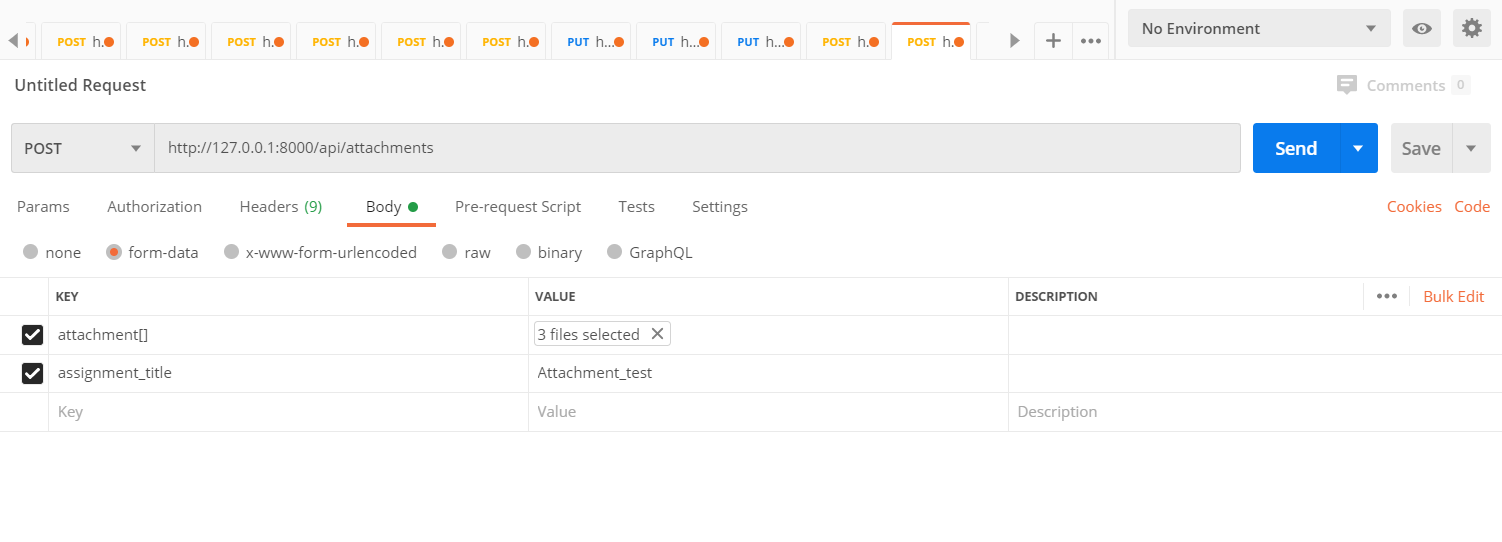 POST h. POST h. POST h. POST h. POST h. POST h. PUT h... PUT h... PUT h... POST h. POST h. No Environment
Untitled Request Comments 0
POST http://127.0.0.1:8000/api/attachments Send Save
Params Authorization Headers (9) Body Pre-request Script Tests Settings Cookies Code
none form-data x-www-form-urlencoded raw binary GraphQL
KEY VALUE DESCRIPTION Bulk Edit
attachment[] 3 files selected
assignment_title Attachment_test
Key Value Description